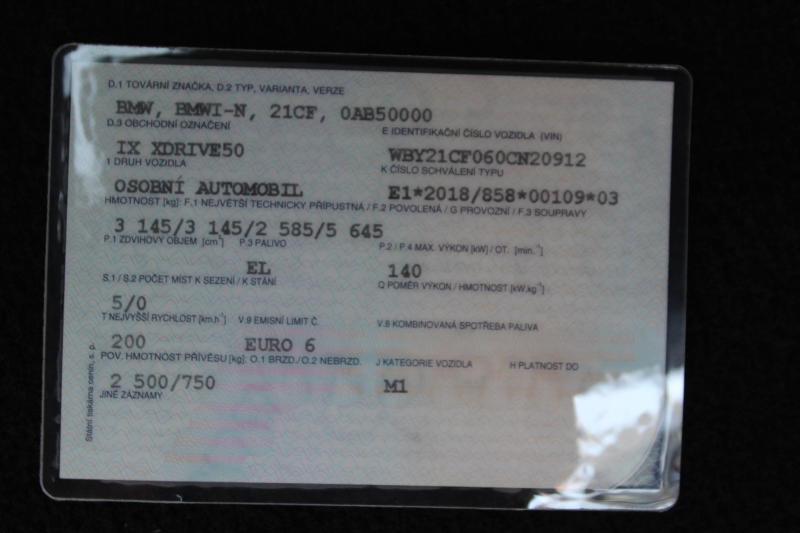 D.1 TOVÁRNÍ ZNAČKA, D.2 TYP, VARIANTA, VERZE
BMW, BMWI-N, 21CF, 0AB50000
D.3 OBCHODNÍ OZNAČENÍ
E IDENTIFIKAČNÍ ČÍSLO VOZIDLA (VIN)
IX XDRIVE50
WBY21CF060CN20912
1 DRUH VOZIDLA
K ČÍSLO SCHVÁLENÍ TYPU
OSOBNÍ AUTOMOBIL
E1*2018/858*00109*03
HMOTNOST [kg]: F.1 NEJVĚTŠÍ TECHNICKY PŘÍPUSTNÁ / F.2 POVOLENÁ / G PROVOZNÍ / F.3 SOUPRAVY
3 145/3 145/2 585/5 645
P.1 ZDVIHOVÝ OBJEM [cm³] P.3 PALIVO
P.2 / P.4 MAX. VÝKON [kW] / OT. [min.⁻¹]
EL
140
S.1 / S.2 POČET MÍST K SEZENÍ / K STÁNÍ
Q POMĚR VÝKON / HMOTNOST [kW.kg⁻¹]
5/0
T NEJVYŠŠÍ RYCHLOST [km.h⁻¹] V.9 EMISNÍ LIMIT Č.
V.8 KOMBINOVANÁ SPOTŘEBA PALIVA
200
EURO 6
POV. HMOTNOST PŘÍVĚSU [kg]: O.1 BRZD./O.2 NEBRZD.
J KATEGORIE VOZIDLA
H PLATNOST DO
2 500/750
M1
JINÉ ZÁZNAMY
Státní tiskárna cenin, s. p.